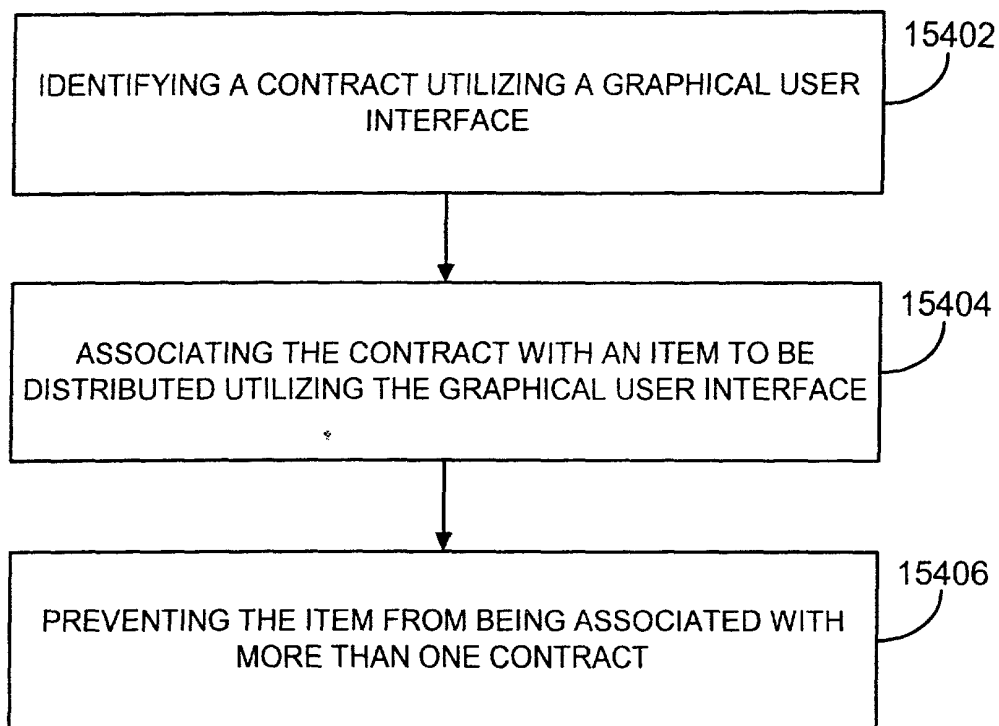 15402
IDENTIFYING A CONTRACT UTILIZING A GRAPHICAL USER
INTERFACE
15404
ASSOCIATING THE CONTRACT WITH AN ITEM TO BE
DISTRIBUTED UTILIZING THE GRAPHICAL USER INTERFACE
15406
PREVENTING THE ITEM FROM BEING ASSOCIATED WITH
MORE THAN ONE CONTRACT